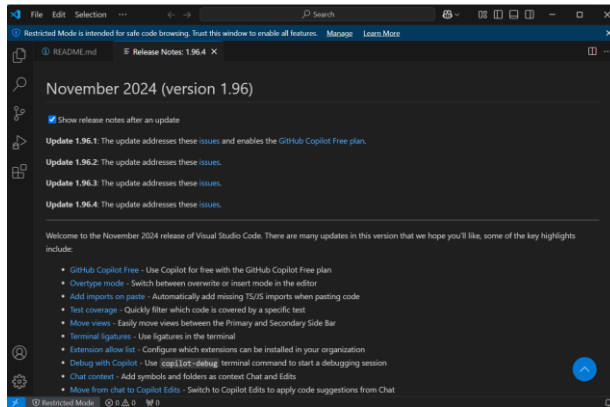 File Edit Selection ··· Search
Restricted Mode is intended for safe code browsing. Trust this window to enable all features. Manage Learn More
README.md Release Notes: 1.96.4
November 2024 (version 1.96)
Show release notes after an update
Update 1.96.1: The update addresses these issues and enables the GitHub Copilot Free plan.
Update 1.96.2: The update addresses these issues.
Update 1.96.3: The update addresses these issues.
Update 1.96.4: The update addresses these issues.
Welcome to the November 2024 release of Visual Studio Code. There are many updates in this version that we hope you'll like, some of the key highlights
include:
• GitHub Copilot Free - Use Copilot for free with the GitHub Copilot Free plan
• Overtype mode - Switch between overwrite or insert mode in the editor
• Add imports on paste - Automatically add missing TS/JS imports when pasting code
• Test coverage - Quickly filter which code is covered by a specific test
• Move views - Easily move views between the Primary and Secondary Side Bar
• Terminal ligatures - Use ligatures in the terminal
• Extension allow list - Configure which extensions can be installed in your organization
• Debug with Copilot - Use copilot-debug terminal command to start a debugging session
• Chat context - Add symbols and folders as context Chat and Edits
• Move from chat to Copilot Edits - Switch to Copilot Edits to apply code suggestions from Chat
Restricted Mode 0 0 0